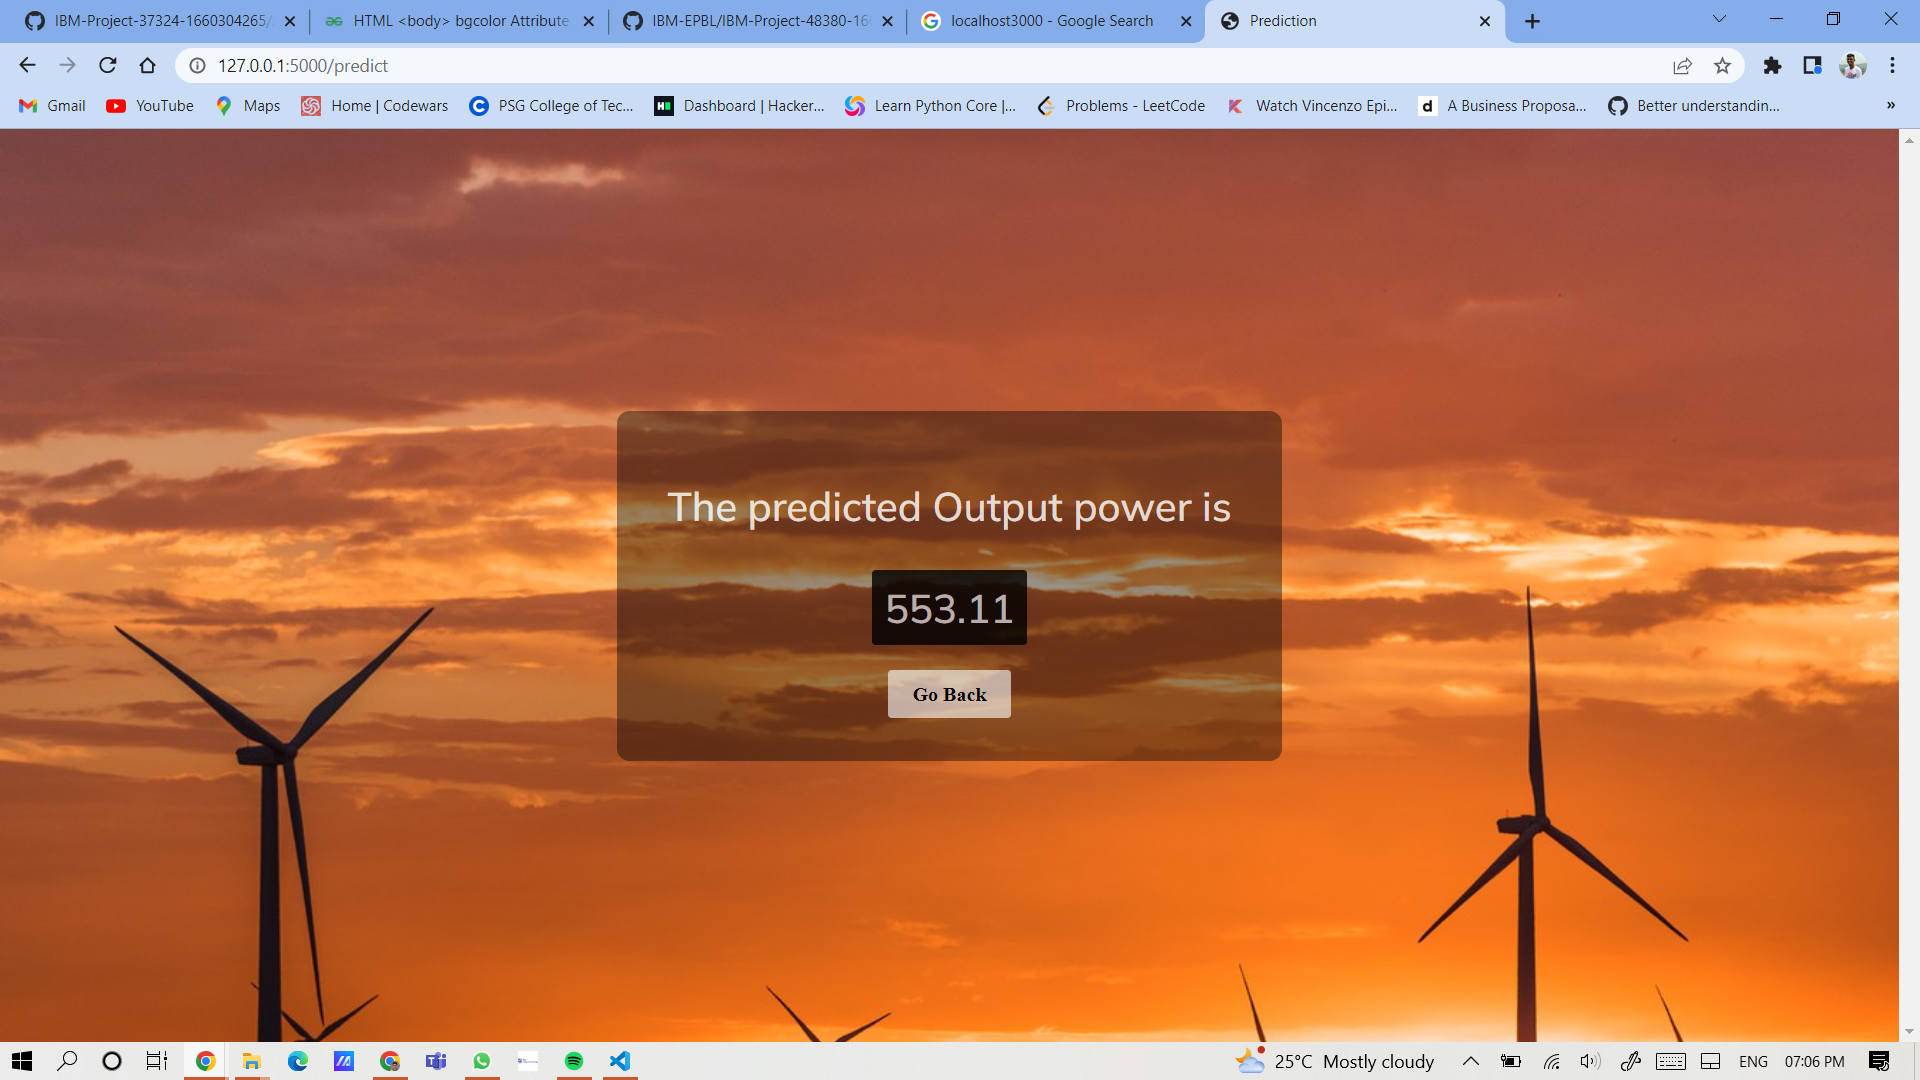 IBM-Project-37324-1660304265/
HTML <body> bgcolor Attribute
IBM-EPBL/IBM-Project-48380-16
localhost3000 - Google Search
Prediction
127.0.0.1:5000/predict
Gmail
YouTube
Maps
Home | Codewars
PSG College of Tec...
Dashboard | Hacker...
Learn Python Core |...
Problems - LeetCode
Watch Vincenzo Epi...
A Business Proposa...
Better understandin...
»
The predicted Output power is
553.11
Go Back
25°C Mostly cloudy
ENG
07:06 PM